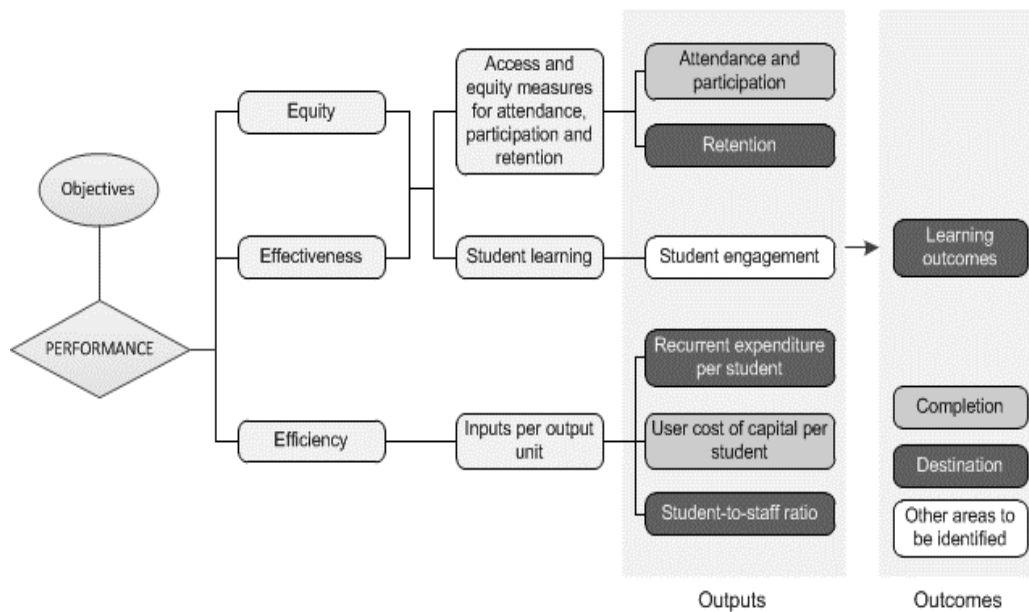 Objectives
PERFORMANCE
Equity
Effectiveness
Efficiency
Access and
equity measures
for attendance,
participation and
retention
Student learning
Inputs per output
unit
Attendance and
participation
Retention
Student engagement
Recurrent expenditure
per student
User cost of capital per
student
Student-to-staff ratio
Outputs
Learning
outcomes
Completion
Destination
Other areas to
be identified
Outcomes